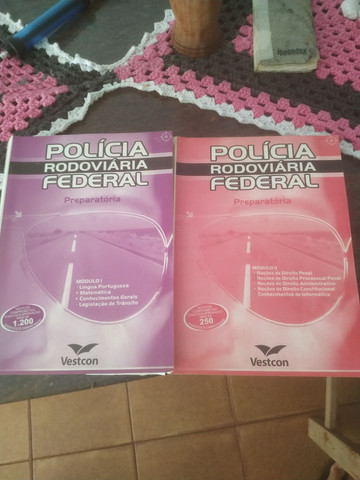 POLÍCIA
RODOVIÁRIA
FEDERAL
Preparatória
MÓDULO I
• Língua Portuguesa
• Matemática
• Conhecimentos Gerais
• Legislação de Trânsito
1.200
Vestcon
POLÍCIA
RODOVIÁRIA
FEDERAL
Preparatória
MÓDULO II
• Noções de Direito Penal
• Noções de Direito Processual Penal
• Noções de Direito Administrativo
• Noções de Direito Constitucional
Conhecimentos de Informática
250
Vestcon